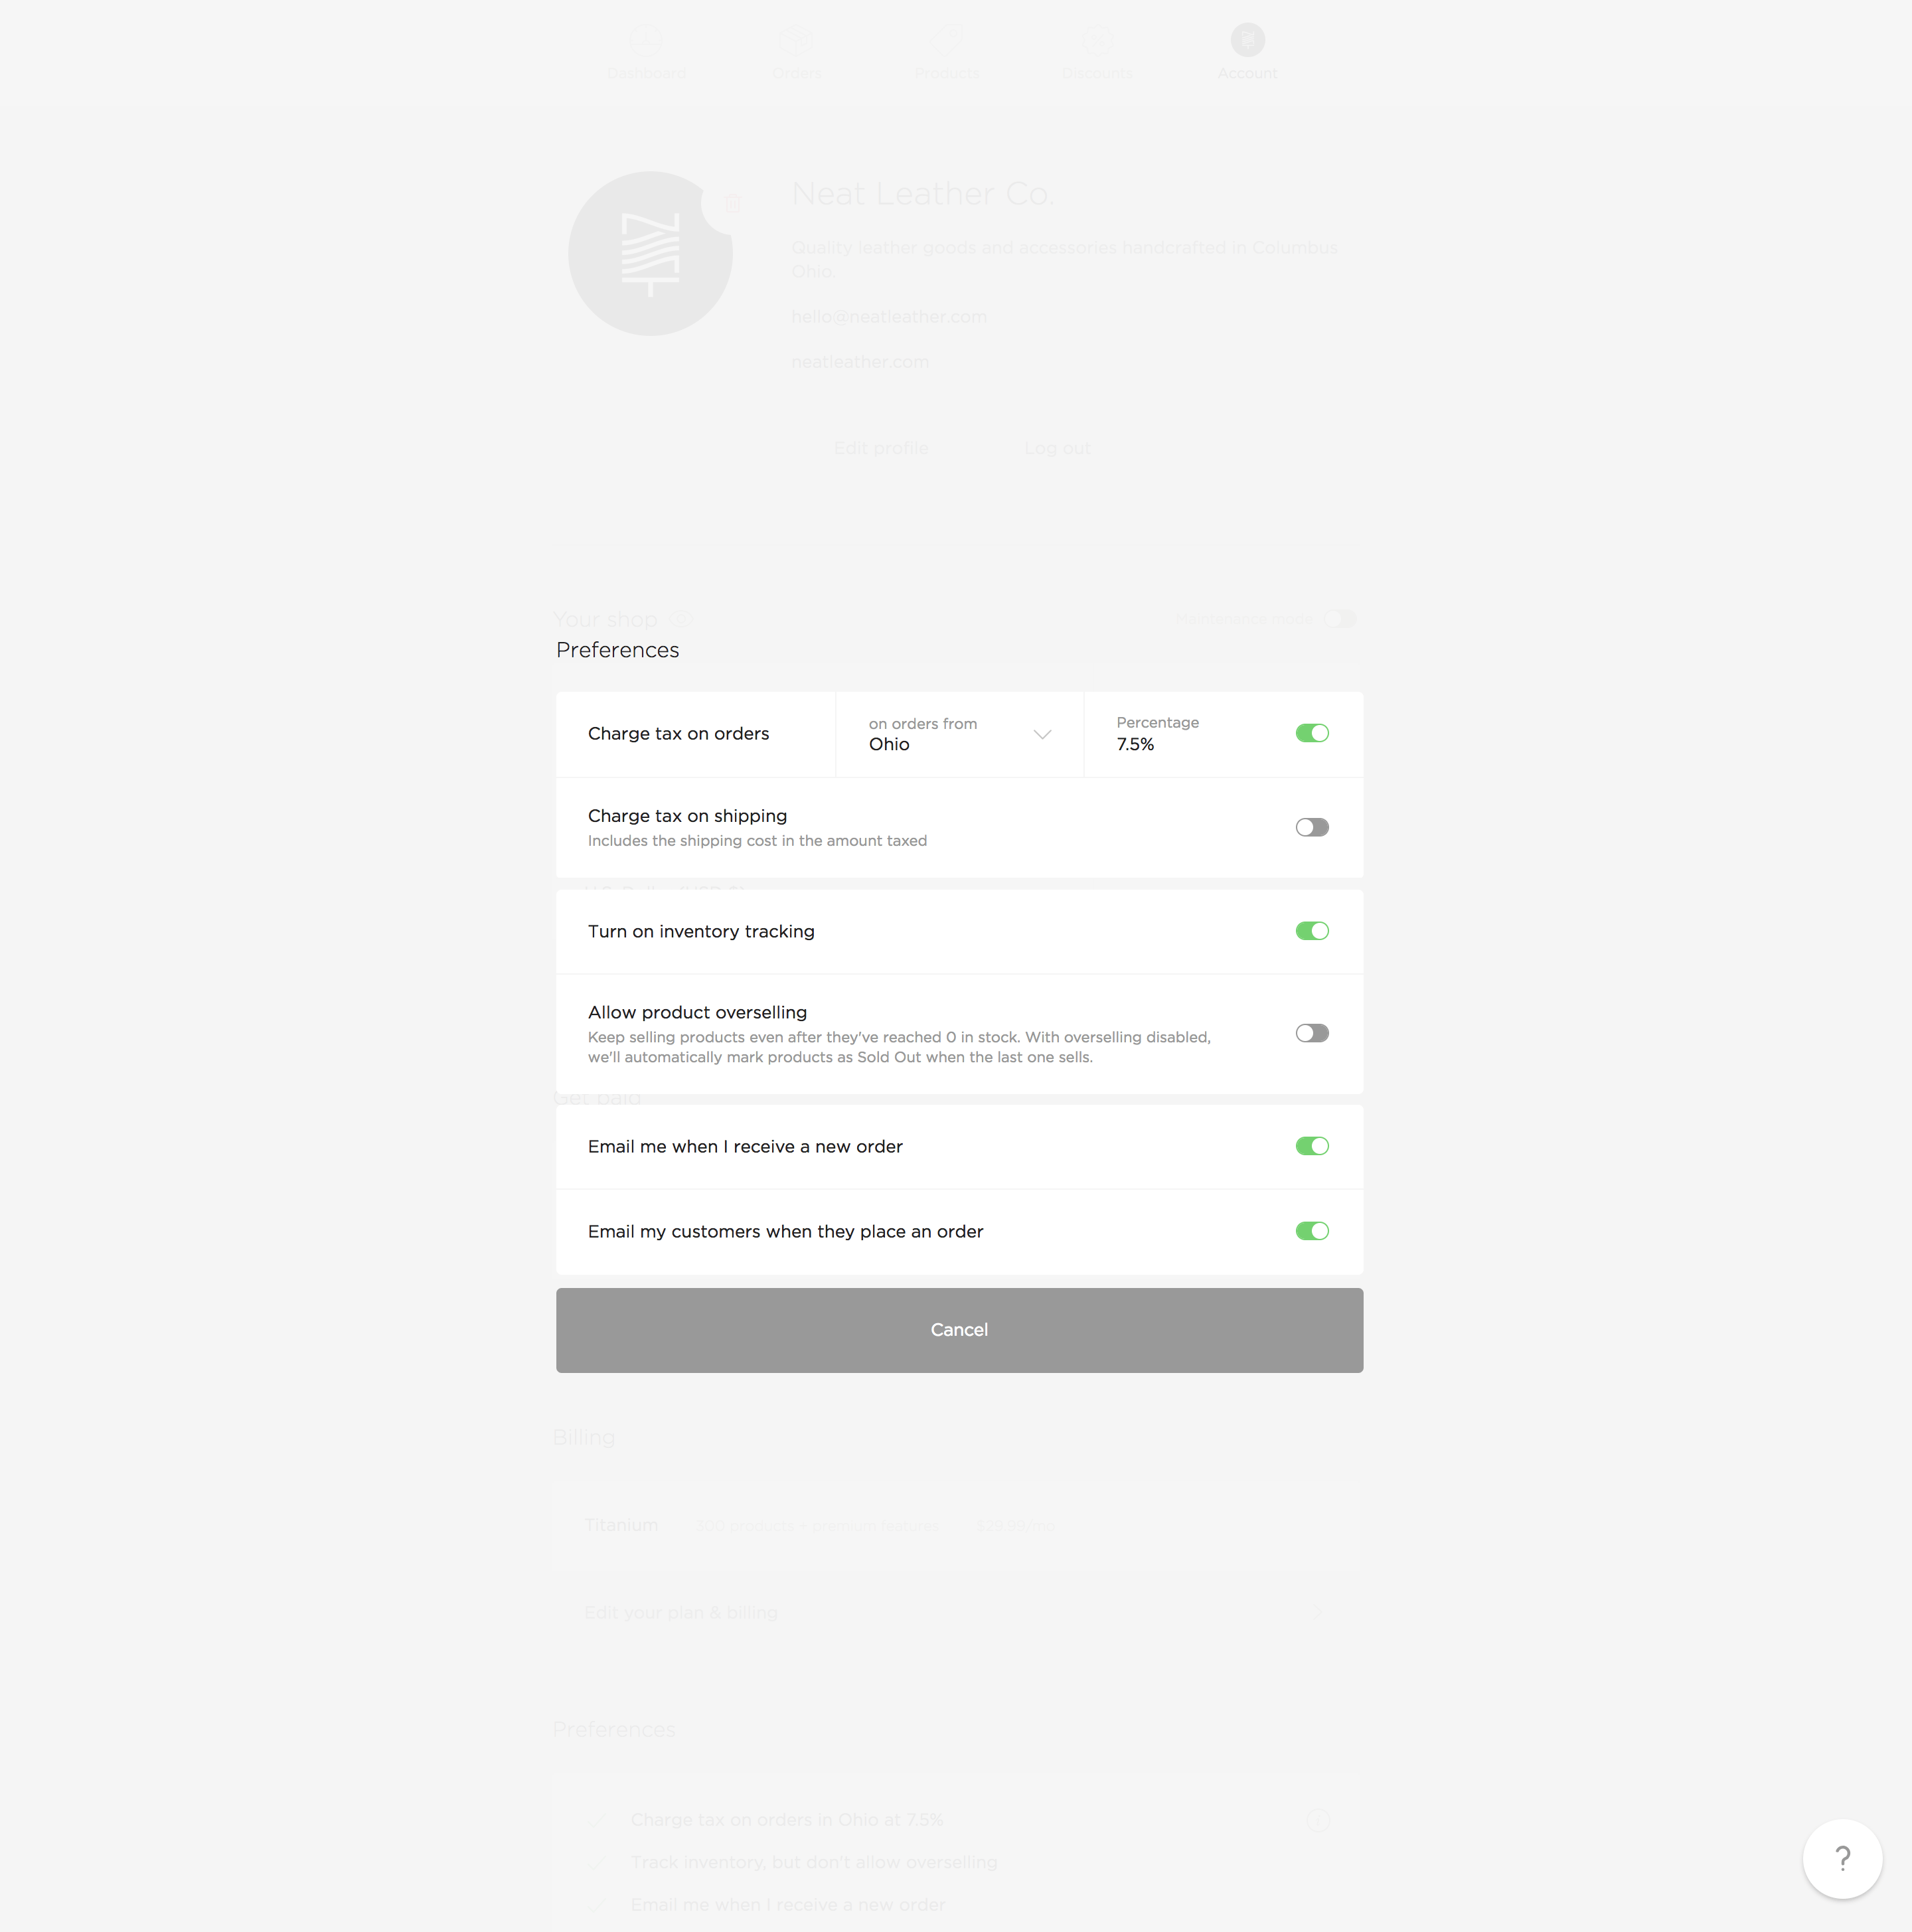 Dashboard
Orders
Products
Discounts
Account
Neat Leather Co.
Quality leather goods and accessories handcrafted in Columbus
Ohio.
hello@neatleather.com
neatleather.com
Edit profile
Log out
Your shop
Maintenance mode
Preferences
Charge tax on orders
on orders from
Ohio
Percentage
7.5%
Charge tax on shipping
Includes the shipping cost in the amount taxed
Turn on inventory tracking
Allow product overselling
Keep selling products even after they've reached 0 in stock. With overselling disabled,
we'll automatically mark products as Sold Out when the last one sells.
Get paid
Email me when I receive a new order
Email my customers when they place an order
Cancel
Billing
Titanium
300 products + premium features
$29.99/mo
Edit your plan & billing
Preferences
Charge tax on orders in Ohio at 7.5%
Track inventory, but don't allow overselling
Email me when I receive a new order
?